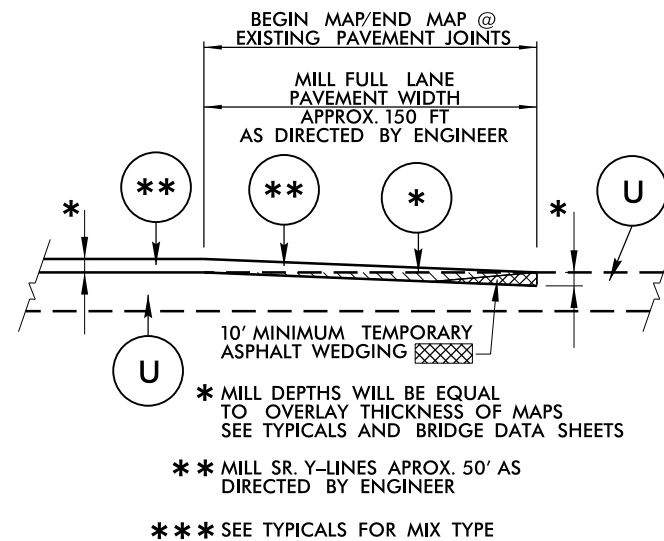 BEGIN MAP/END MAP @
EXISTING PAVEMENT JOINTS
MILL FULL LANE
PAVEMENT WIDTH
APPROX. 150 FT
AS DIRECTED BY ENGINEER
* ** ** * * U
U
10' MINIMUM TEMPORARY
ASPHALT WEDGING
* MILL DEPTHS WILL BE EQUAL
TO OVERLAY THICKNESS OF MAPS
SEE TYPICALS AND BRIDGE DATA SHEETS
** MILL SR. Y-LINES APROX. 50' AS
DIRECTED BY ENGINEER
*** SEE TYPICALS FOR MIX TYPE